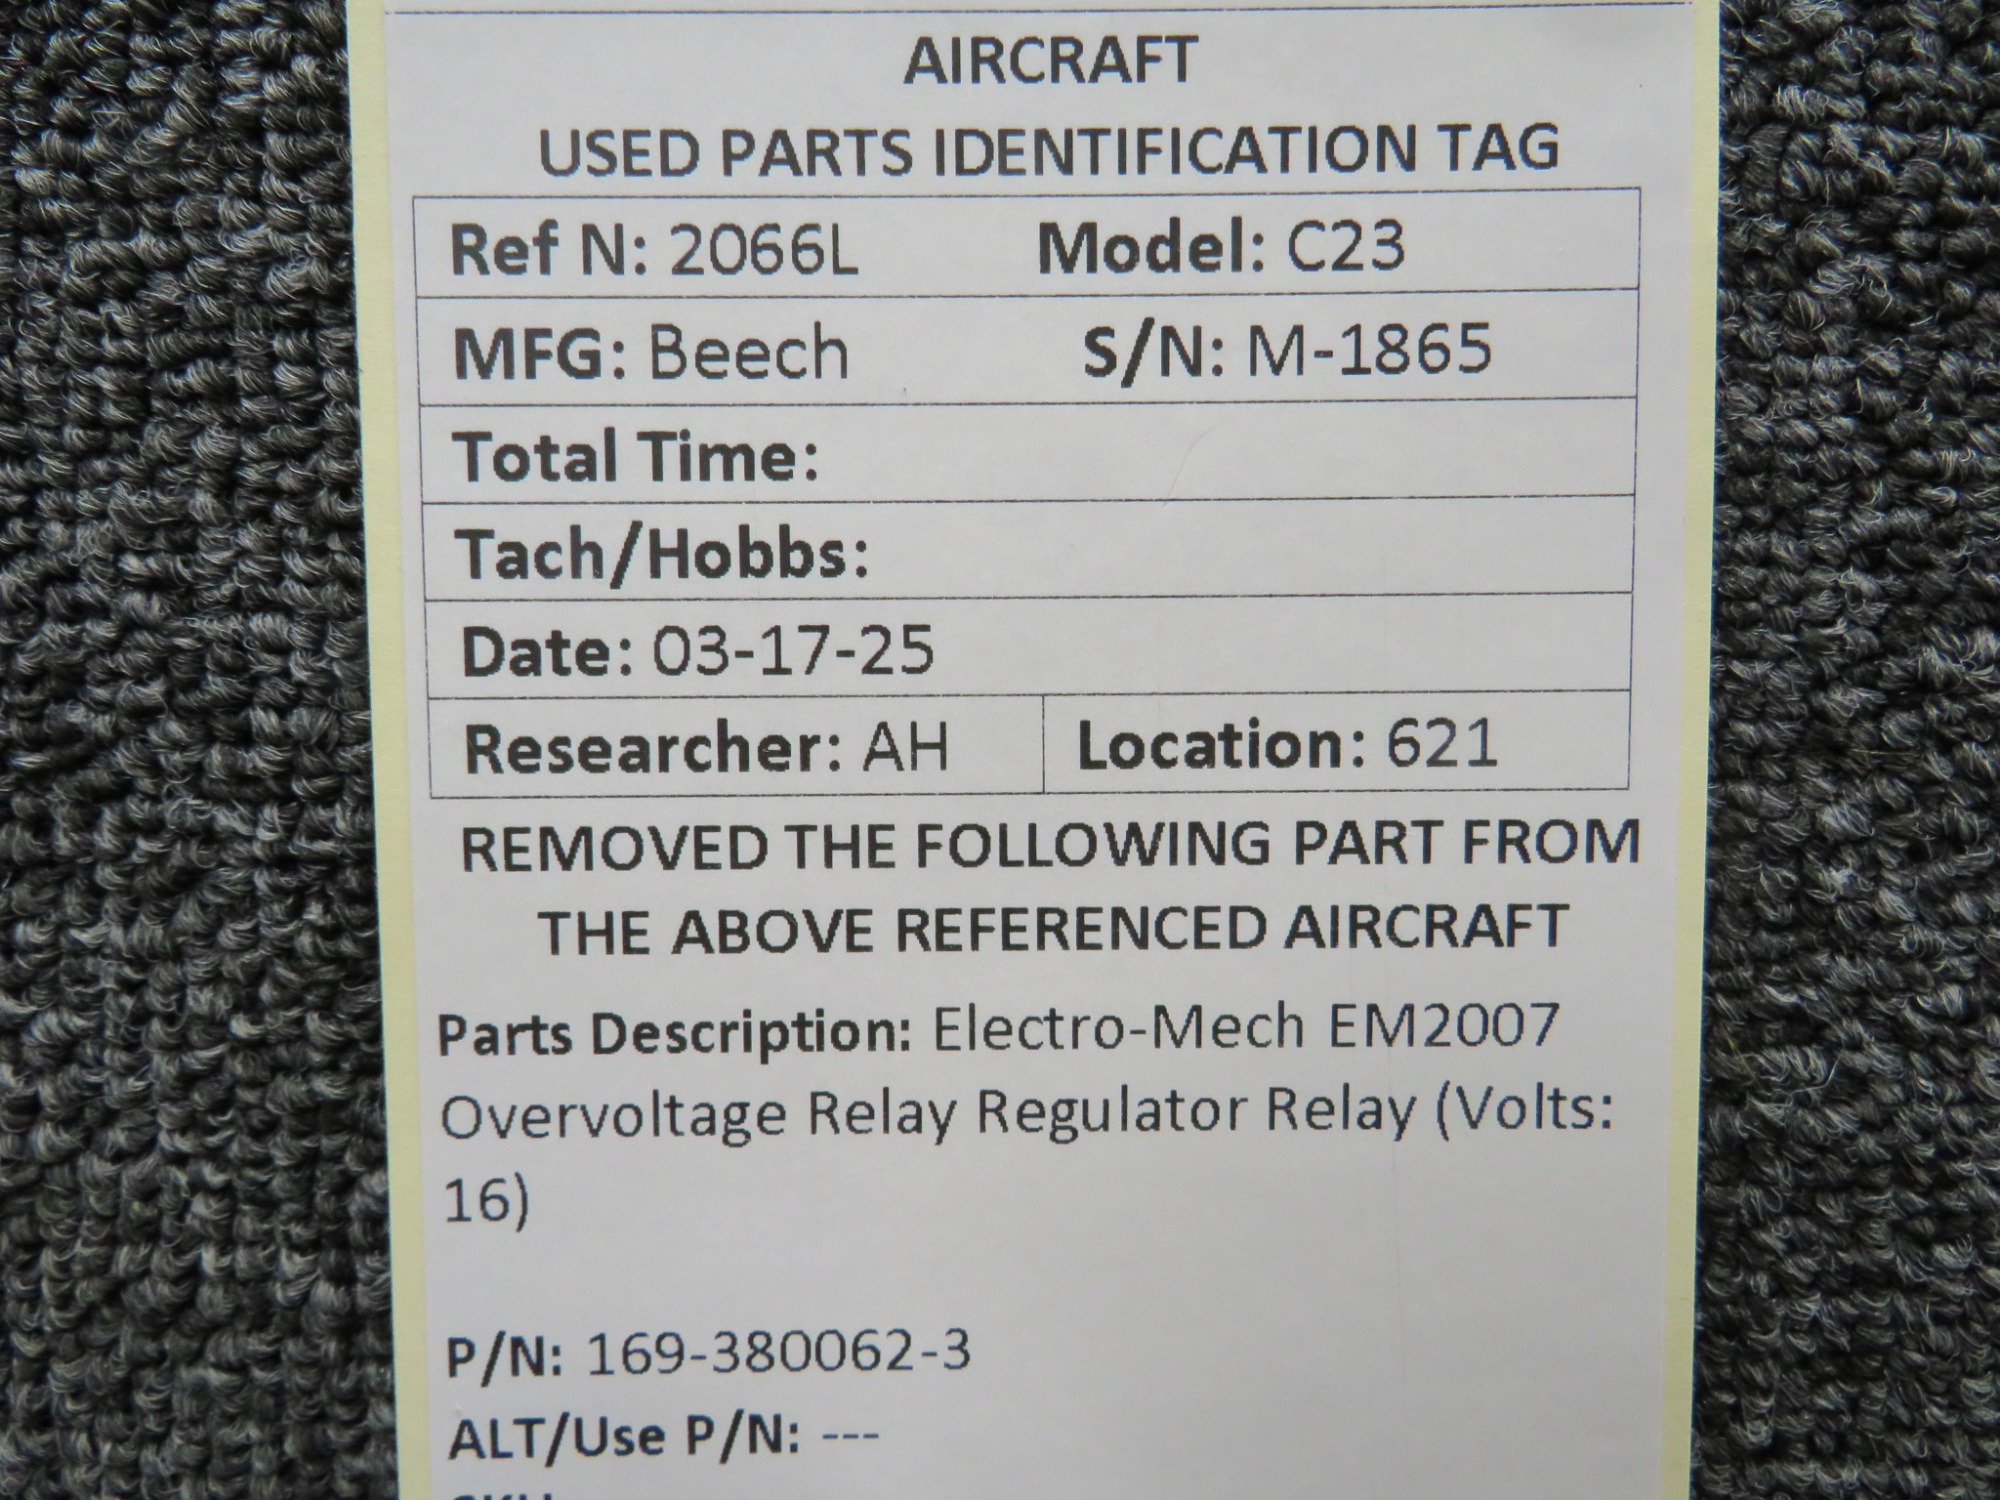 AIRCRAFT
USED PARTS IDENTIFICATION TAG
Ref N: 2066L Model: C23
MFG: Beech S/N: M-1865
Total Time:
Tach/Hobbs:
Date: 03-17-25
Researcher: AH Location: 621
REMOVED THE FOLLOWING PART FROM
THE ABOVE REFERENCED AIRCRAFT
Parts Description: Electro-Mech EM2007
Overvoltage Relay Regulator Relay (Volts:
16)
P/N: 169-380062-3
ALT/Use P/N: ---